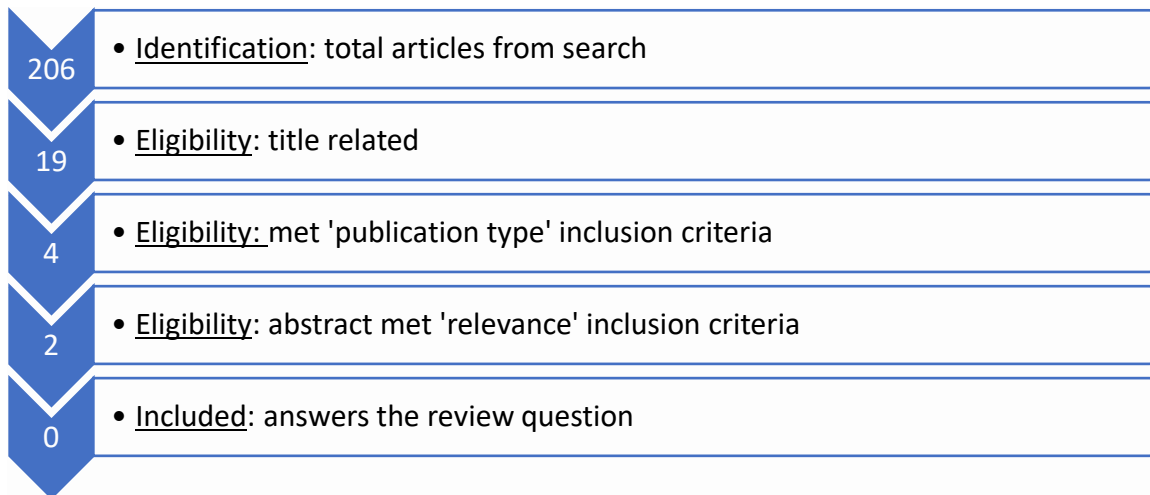 206
• Identification: total articles from search
19
• Eligibility: title related
4
• Eligibility: met 'publication type' inclusion criteria
2
• Eligibility: abstract met 'relevance' inclusion criteria
0
• Included: answers the review question